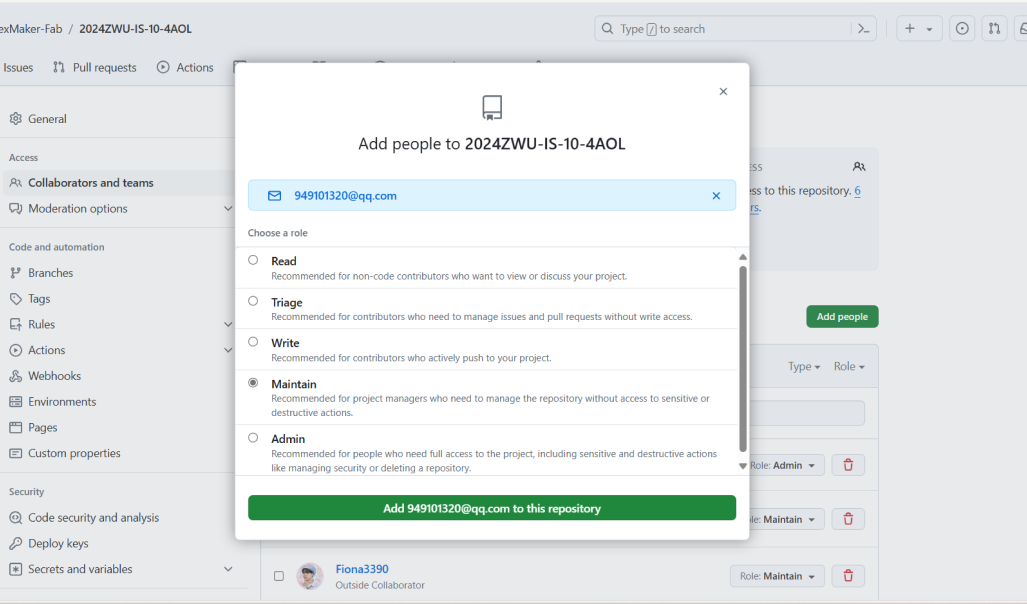 exMaker-Fab / 2024ZWU-IS-10-4AOL
Type / to search
Issues Pull requests Actions
General
Access
Collaborators and teams
Moderation options
Code and automation
Branches
Tags
Rules
Actions
Webhooks
Environments
Pages
Custom properties
Security
Code security and analysis
Deploy keys
Secrets and variables
Add people to 2024ZWU-IS-10-4AOL
949101320@qq.com
Choose a role
Read
Recommended for non-code contributors who want to view or discuss your project.
Triage
Recommended for contributors who need to manage issues and pull requests without write access.
Write
Recommended for contributors who actively push to your project.
Maintain
Recommended for project managers who need to manage the repository without access to sensitive or
destructive actions.
Admin
Recommended for people who need full access to the project, including sensitive and destructive actions
like managing security or deleting a repository.
Add 949101320@qq.com to this repository
ess to this repository. 6
rs.
Add people
Type Role
Role: Admin
le: Maintain
Fiona3390
Outside Collaborator
Role: Maintain